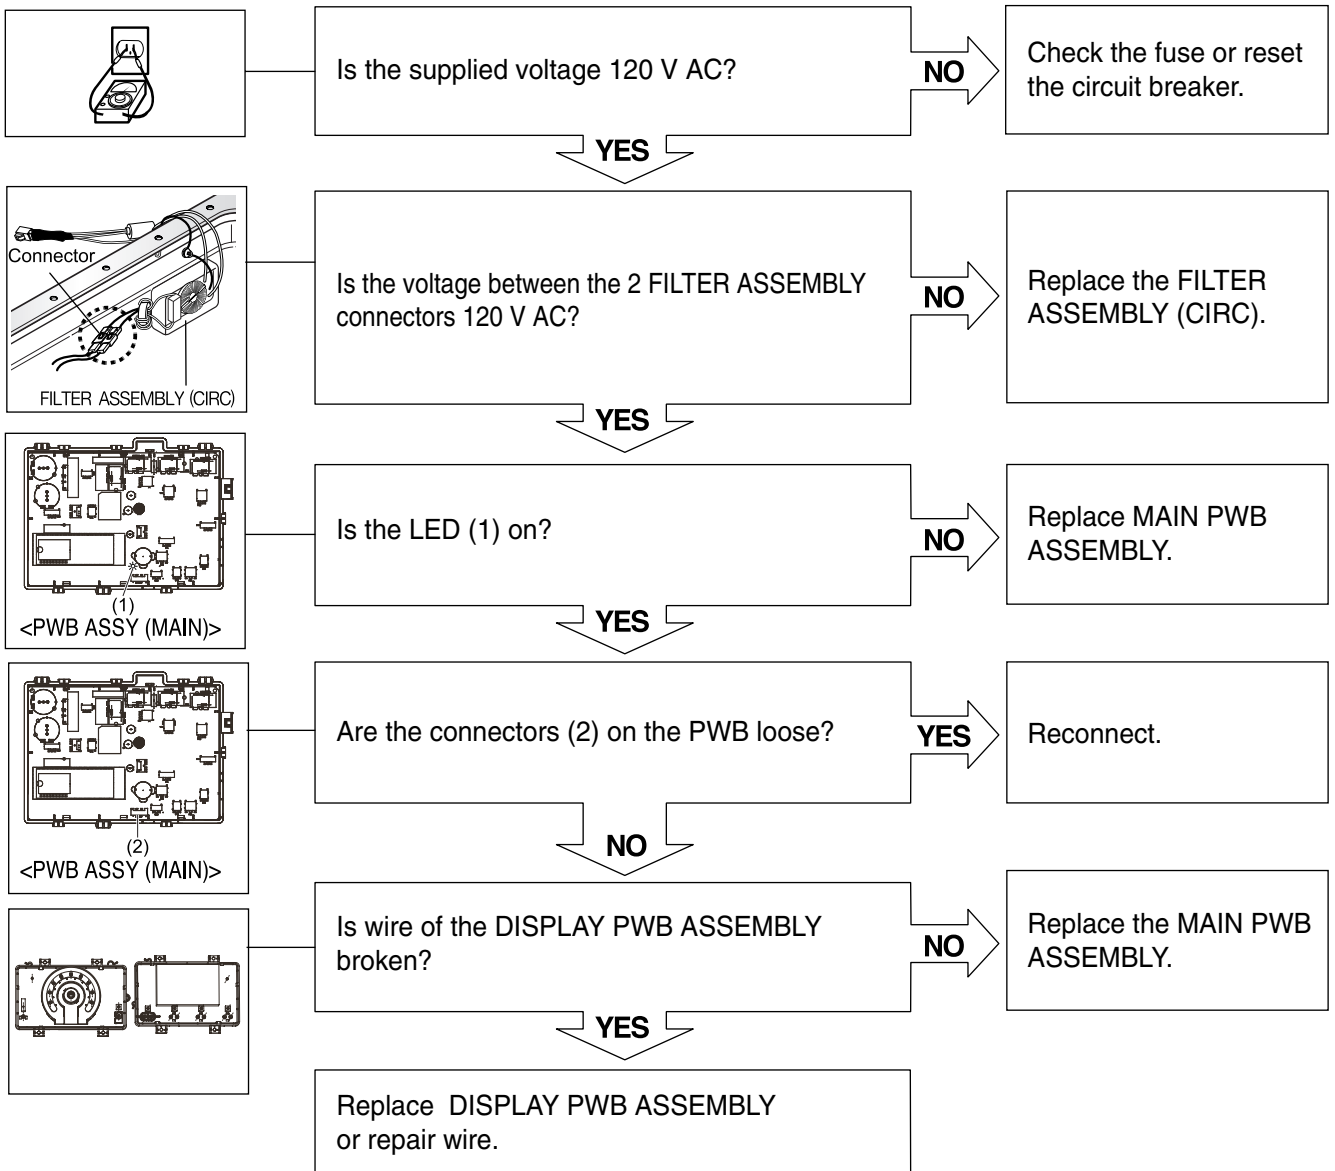 Is the supplied voltage 120 V AC?
NO
Check the fuse or reset
the circuit breaker.
YES
Connector
FILTER ASSEMBLY (CIRC)
Is the voltage between the 2 FILTER ASSEMBLY
connectors 120 V AC?
NO
Replace the FILTER
ASSEMBLY (CIRC).
YES
(1)
<PWB ASSY (MAIN)>
Is the LED (1) on?
NO
Replace MAIN PWB
ASSEMBLY.
YES
(2)
<PWB ASSY (MAIN)>
Are the connectors (2) on the PWB loose?
YES
Reconnect.
NO
Is wire of the DISPLAY PWB ASSEMBLY
broken?
NO
Replace the MAIN PWB
ASSEMBLY.
YES
Replace DISPLAY PWB ASSEMBLY
or repair wire.